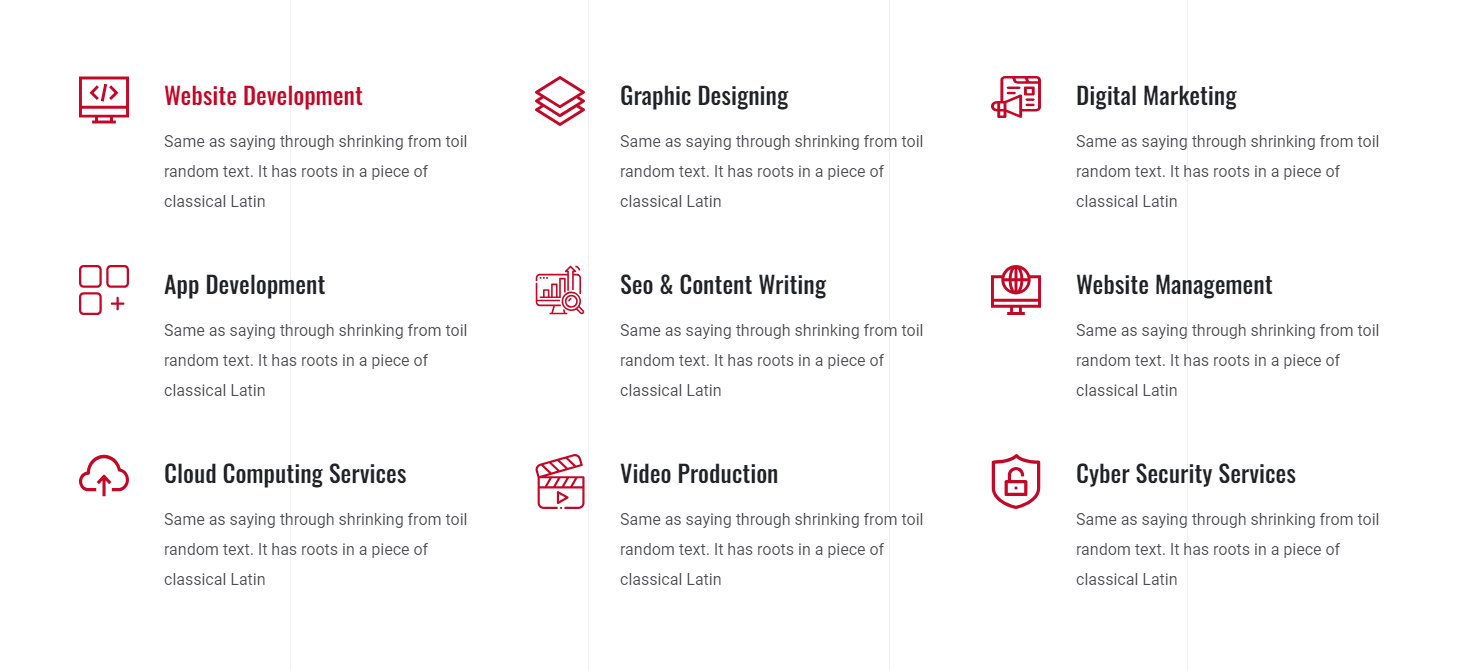 Website Development
Same as saying through shrinking from toil
random text. It has roots in a piece of
classical Latin
Graphic Designing
Same as saying through shrinking from toil
random text. It has roots in a piece of
classical Latin
Digital Marketing
Same as saying through shrinking from toil
random text. It has roots in a piece of
classical Latin
App Development
Same as saying through shrinking from toil
random text. It has roots in a piece of
classical Latin
Seo & Content Writing
Same as saying through shrinking from toil
random text. It has roots in a piece of
classical Latin
Website Management
Same as saying through shrinking from toil
random text. It has roots in a piece of
classical Latin
Cloud Computing Services
Same as saying through shrinking from toil
random text. It has roots in a piece of
classical Latin
Video Production
Same as saying through shrinking from toil
random text. It has roots in a piece of
classical Latin
Cyber Security Services
Same as saying through shrinking from toil
random text. It has roots in a piece of
classical Latin